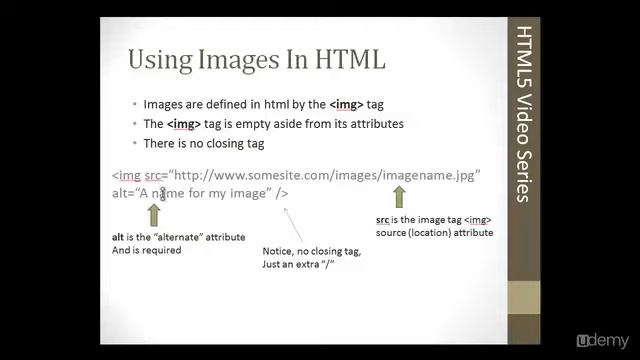 Using Images In HTML
• Images are defined in html by the <img> tag
• The <img> tag is empty aside from its attributes
• There is no closing tag
<img src=“http://www.somesite.com/images/imagename.jpg”
alt=“A name for my image” />
alt is the “alternate” attribute
And is required
Notice, no closing tag,
Just an extra “/”
src is the image tag <img>
source (location) attribute
HTML5 Video Series
udemy